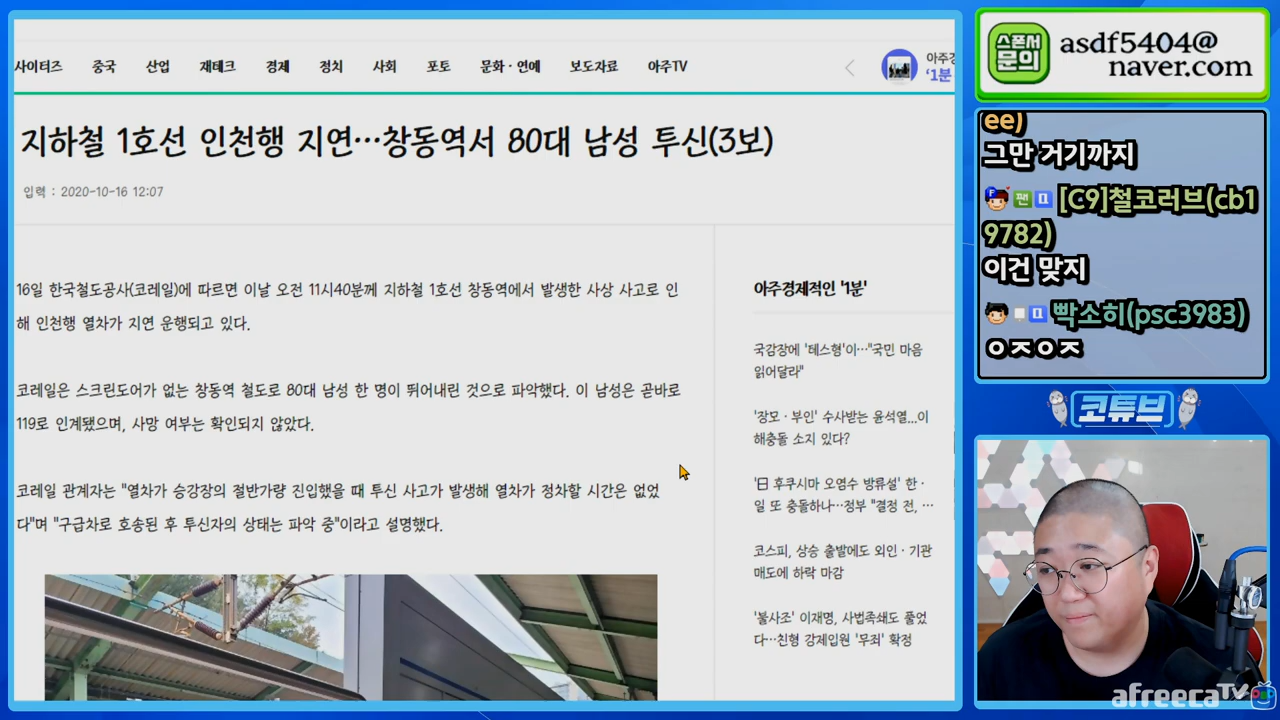 사이터즈 중국 산업 재테크 경제 정치 사회 포토 문화·연예 보도자료 아주TV
아주경
'1분
지하철 1호선 인천행 지연…창동역서 80대 남성 투신(3보)
입력 : 2020-10-16 12:07
16일 한국철도공사(코레일)에 따르면 이날 오전 11시40분께 지하철 1호선 창동역에서 발생한 사상 사고로 인
해 인천행 열차가 지연 운행되고 있다.
코레일은 스크린도어가 없는 창동역 철도로 80대 남성 한 명이 뛰어내린 것으로 파악했다. 이 남성은 곧바로
119로 인계됐으며, 사망 여부는 확인되지 않았다.
코레일 관계자는 "열차가 승강장의 절반가량 진입했을 때 투신 사고가 발생해 열차가 정차할 시간은 없었
다"며 "구급차로 호송된 후 투신자의 상태는 파악 중"이라고 설명했다.
아주경제적인 '1분'
국감장에 '테스형'이…"국민 마음
읽어달라"
'장모·부인' 수사받는 윤석열...이
해충돌 소지 있다?
'日 후쿠시마 오염수 방류설' 한·
일 또 충돌하나…정부 "결정 전, …
코스피, 상승 출발에도 외인·기관
매도에 하락 마감
'불사조' 이재명, 사법족쇄도 풀었
다…친형 강제입원 '무죄' 확정
스폰서
문의
asdf5404@
naver.com
ee)
그만 거기까지
F 팬 [C9]철코러브(cb1
9782)
이건 맞지
빡소히(psc3983)
ㅇㅈㅇㅈ
코튜브
afreecaTV